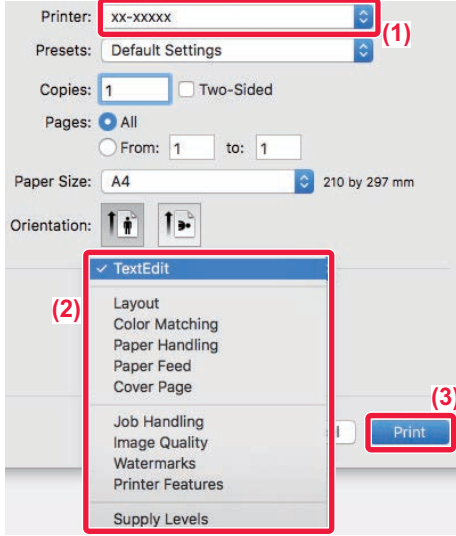 Printer: xx-xxxxx
(1)
Presets: Default Settings
Copies: 1 Two-Sided
Pages: All
From: 1 to: 1
Paper Size: A4 210 by 297 mm
Orientation:
(2)
✓ TextEdit
Layout
Color Matching
Paper Handling
Paper Feed
Cover Page
(3)
Job Handling
Image Quality
Watermarks
Printer Features
Print
Supply Levels